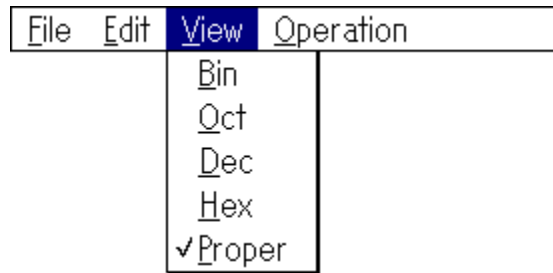 File Edit View Operation
Bin
Oct
Dec
Hex
✓Proper